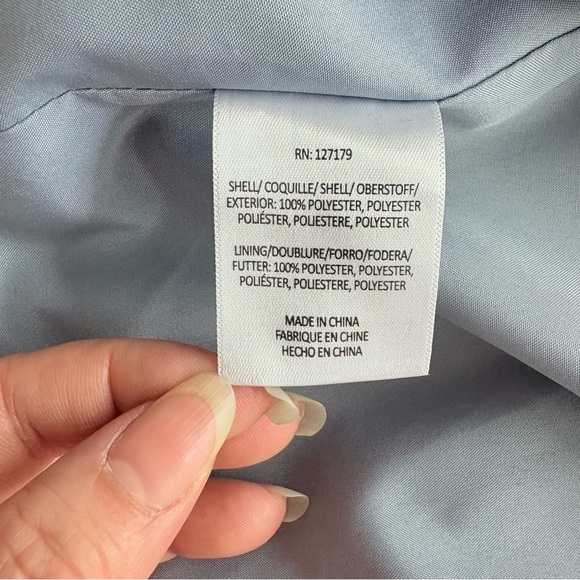 RN: 127179
SHELL/ COQUILLE/ SHELL/ OBERSTOFF/
EXTERIOR: 100% POLYESTER, POLYESTER
POLIÉSTER, POLIESTERE, POLYESTER
LINING/DOUBLURE/FORRO/FODERA/
FUTTER: 100% POLYESTER, POLYESTER,
POLIÉSTER, POLIESTERE, POLYESTER
MADE IN CHINA
FABRIQUE EN CHINE
HECHO EN CHINA